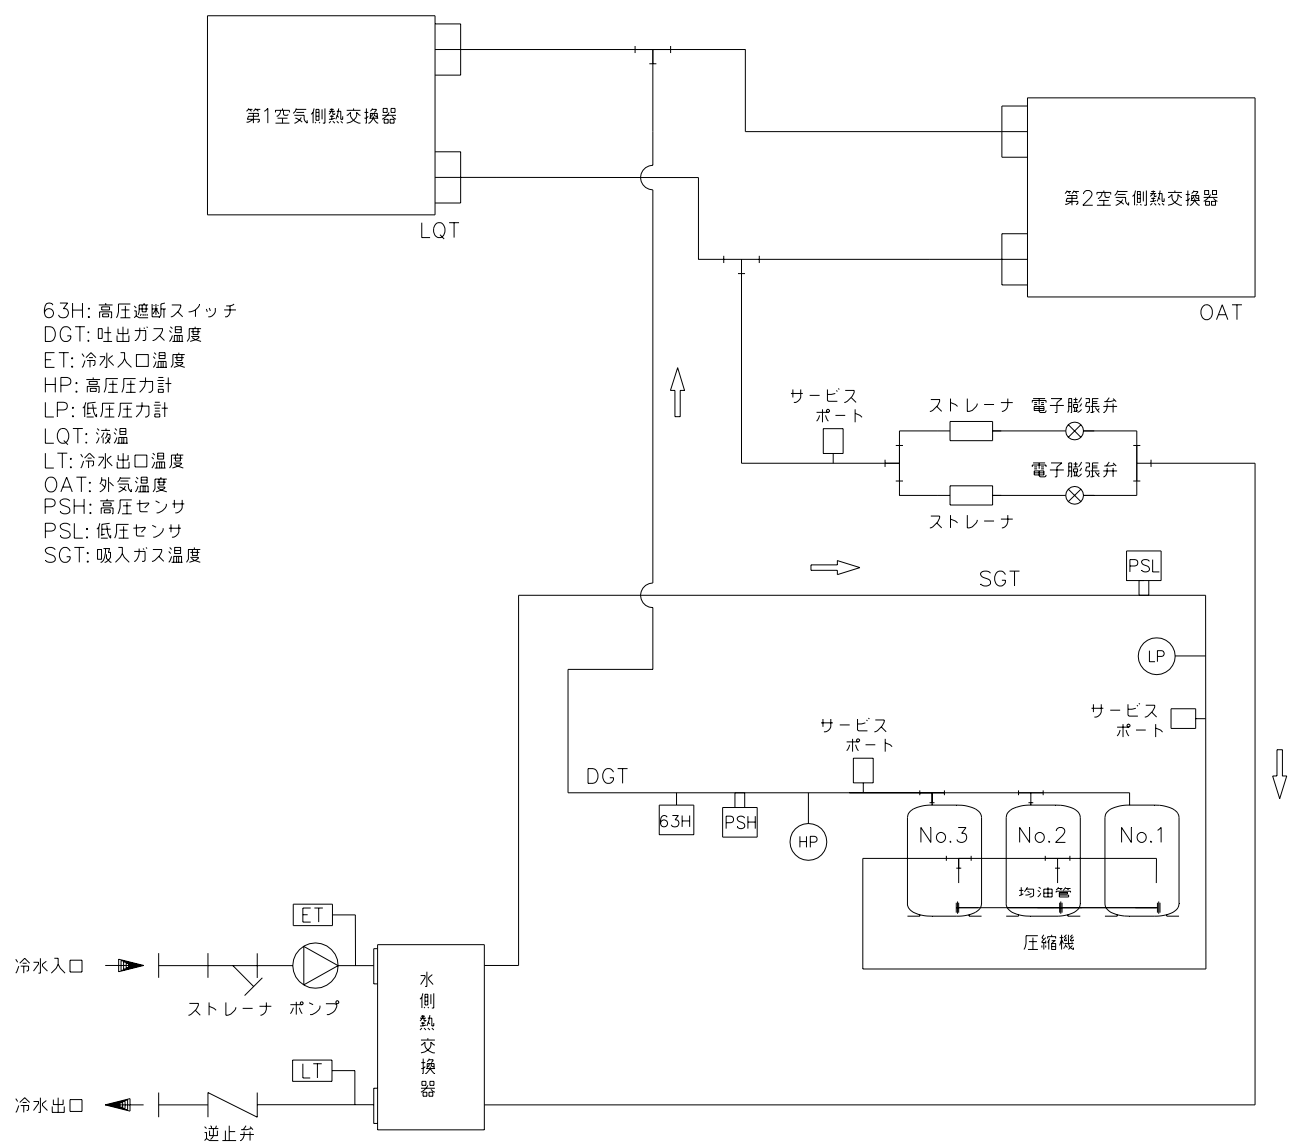 第1空気側熱交換器
LQT
第2空気側熱交換器
OAT
63H: 高圧遮断スイッチ
DGT: 吐出ガス温度
ET: 冷水入口温度
HP: 高圧圧力計
LP: 低圧圧力計
LQT: 液温
LT: 冷水出口温度
OAT: 外気温度
PSH: 高圧センサ
PSL: 低圧センサ
SGT: 吸入ガス温度
サービス
ポート
ストレーナ
電子膨張弁
電子膨張弁
ストレーナ
SGT
PSL
LP
サービス
ポート
サービス
ポート
DGT
63H
PSH
HP
No.3
No.2
No.1
均油管
圧縮機
ET
冷水入口
ストレーナ
ポンプ
水側熱交換器
LT
冷水出口
逆止弁